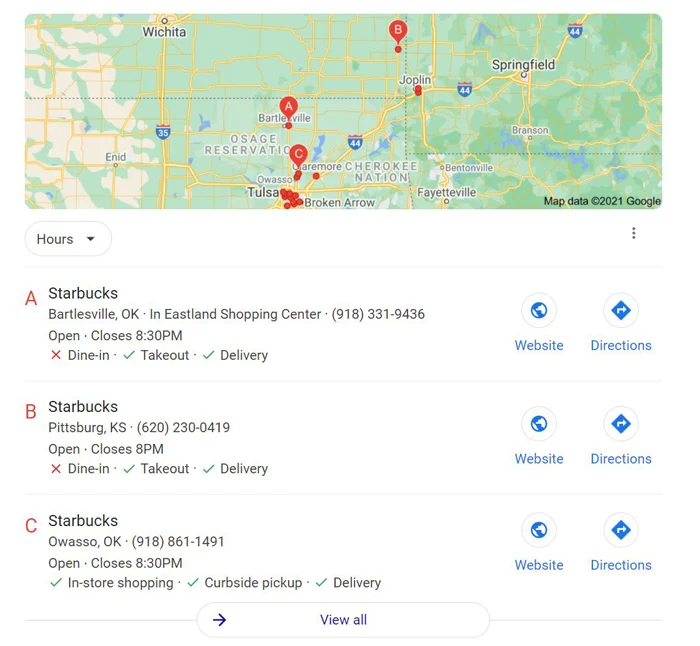 Wichita
B
44
Springfield
Joplin
44
A
Bartlesville
35
OSAGE
RESERVATIO
44
Branson
C
Enid
Claremore CHEROKEE
NATION
Owasso
Bentonville
Tulsa
Broken Arrow
Fayetteville
Map data ©2021 Google
Hours
A
Starbucks
Bartlesville, OK · In Eastland Shopping Center · (918) 331-9436
Open · Closes 8:30PM
Dine-in · Takeout · Delivery
Website
Directions
B
Starbucks
Pittsburg, KS · (620) 230-0419
Open · Closes 8PM
Dine-in · Takeout · Delivery
Website
Directions
C
Starbucks
Owasso, OK · (918) 861-1491
Open · Closes 8:30PM
In-store shopping · Curbside pickup · Delivery
Website
Directions
View all